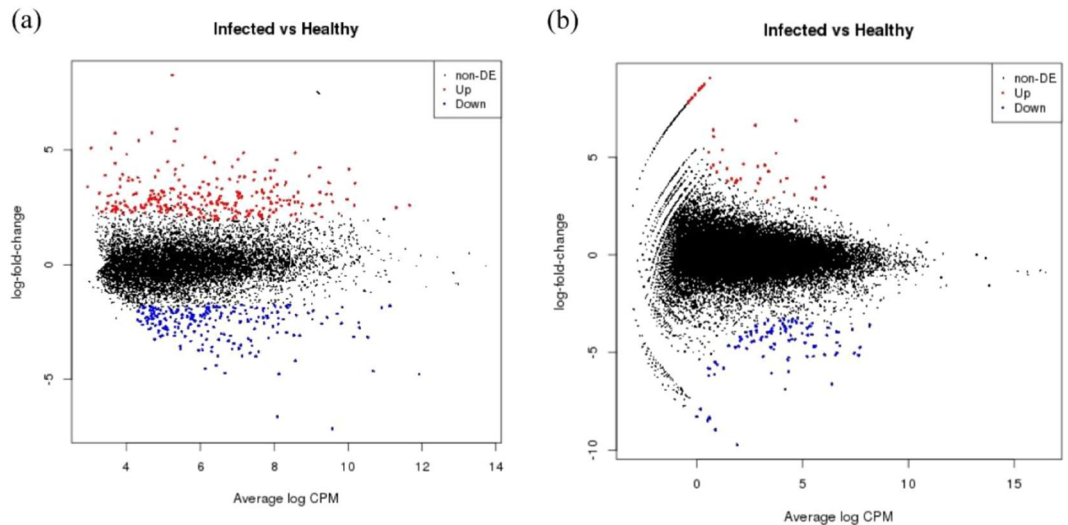 (a)
Infected vs Healthy
non-DE
Up
Down
log-fold-change
5
0
-5
4
6
8
10
12
14
Average log CPM
(b)
Infected vs Healthy
non-DE
Up
Down
log-fold-change
5
0
-5
-10
0
5
10
15
Average log CPM